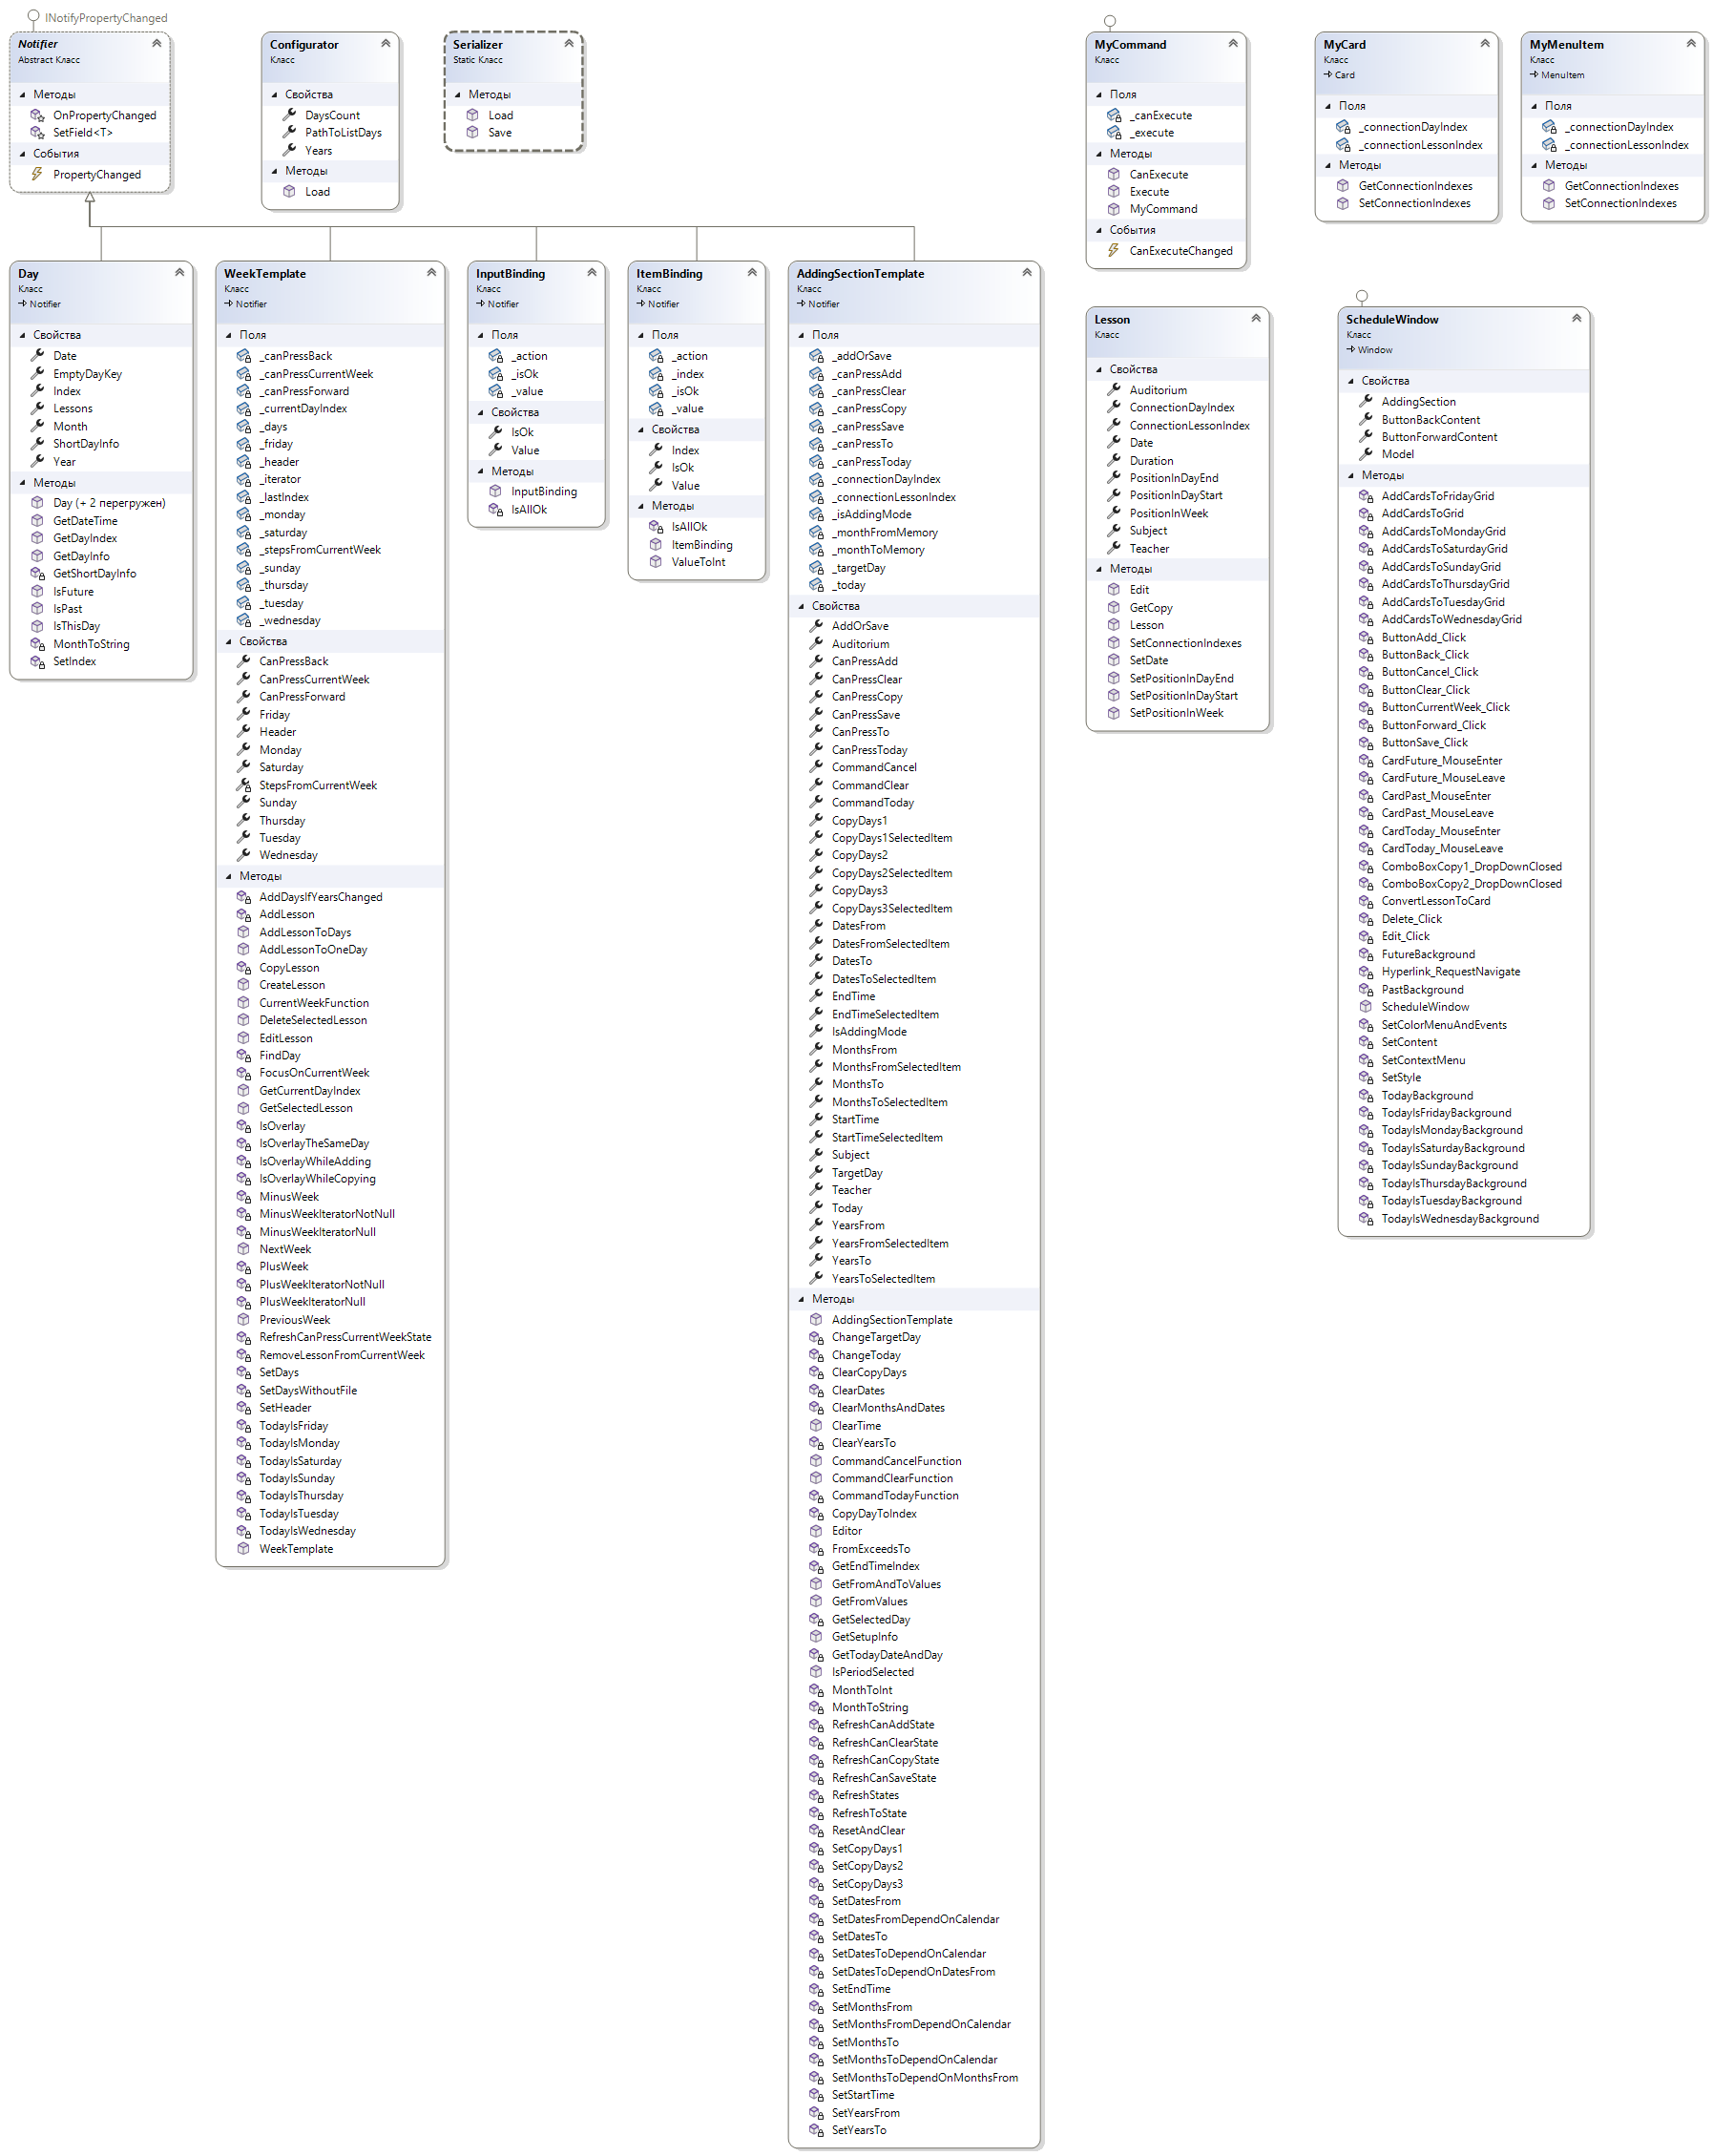 INotifyPropertyChanged
Notifier
Abstract Класс
Методы
OnPropertyChanged
SetField<T>
События
PropertyChanged
Configurator
Класс
Свойства
DaysCount
PathToListDays
Years
Методы
Load
Serializer
Static Класс
Методы
Load
Save
MyCommand
Класс
Поля
_canExecute
_execute
Методы
CanExecute
Execute
MyCommand
События
CanExecuteChanged
MyCard
Класс
Card
Поля
_connectionDayIndex
_connectionLessonIndex
Методы
GetConnectionIndexes
SetConnectionIndexes
MyMenuItem
Класс
MenuItem
Поля
_connectionDayIndex
_connectionLessonIndex
Методы
GetConnectionIndexes
SetConnectionIndexes
Day
Класс
Notifier
Свойства
Date
EmptyDayKey
Index
Lessons
Month
ShortDayInfo
Year
Методы
Day (+ 2 перегружен)
GetDateTime
GetDayIndex
GetDayInfo
GetShortDayInfo
IsFuture
IsPast
IsThisDay
MonthToString
SetIndex
WeekTemplate
Класс
Notifier
Поля
_canPressBack
_canPressCurrentWeek
_canPressForward
_currentDayIndex
_days
_friday
_header
_iterator
_lastIndex
_monday
_saturday
_stepsFromCurrentWeek
_sunday
_thursday
_tuesday
_wednesday
Свойства
CanPressBack
CanPressCurrentWeek
CanPressForward
Friday
Header
Monday
Saturday
StepsFromCurrentWeek
Sunday
Thursday
Tuesday
Wednesday
Методы
AddDaysIfYearsChanged
AddLesson
AddLessonToDays
AddLessonToOneDay
CopyLesson
CreateLesson
CurrentWeekFunction
DeleteSelectedLesson
EditLesson
FindDay
FocusOnCurrentWeek
GetCurrentDayIndex
GetSelectedLesson
IsOverlay
IsOverlayTheSameDay
IsOverlayWhileAdding
IsOverlayWhileCopying
MinusWeek
MinusWeekIteratorNotNull
MinusWeekIteratorNull
NextWeek
PlusWeek
PlusWeekIteratorNotNull
PlusWeekIteratorNull
PreviousWeek
RefreshCanPressCurrentWeekState
RemoveLessonFromCurrentWeek
SetDays
SetDaysWithoutFile
SetHeader
TodayIsFriday
TodayIsMonday
TodayIsSaturday
TodayIsSunday
TodayIsThursday
TodayIsTuesday
TodayIsWednesday
WeekTemplate
InputBinding
Класс
Notifier
Поля
_action
_isOk
_value
Свойства
IsOk
Value
Методы
InputBinding
IsAllOk
ItemBinding
Класс
Notifier
Поля
_action
_index
_isOk
_value
Свойства
Index
IsOk
Value
Методы
IsAllOk
ItemBinding
ValueToInt
AddingSectionTemplate
Класс
Notifier
Поля
_addOrSave
_canPressAdd
_canPressClear
_canPressCopy
_canPressSave
_canPressTo
_canPressToday
_connectionDayIndex
_connectionLessonIndex
_isAddingMode
_monthFromMemory
_monthToMemory
_targetDay
_today
Свойства
AddOrSave
Auditorium
CanPressAdd
CanPressClear
CanPressCopy
CanPressSave
CanPressTo
CanPressToday
CommandCancel
CommandClear
CommandToday
CopyDays1
CopyDays1SelectedItem
CopyDays2
CopyDays2SelectedItem
CopyDays3
CopyDays3SelectedItem
DatesFrom
DatesFromSelectedItem
DatesTo
DatesToSelectedItem
EndTime
EndTimeSelectedItem
IsAddingMode
MonthsFrom
MonthsFromSelectedItem
MonthsTo
MonthsToSelectedItem
StartTime
StartTimeSelectedItem
Subject
TargetDay
Teacher
Today
YearsFrom
YearsFromSelectedItem
YearsTo
YearsToSelectedItem
Методы
AddingSectionTemplate
ChangeTargetDay
ChangeToday
ClearCopyDays
ClearDates
ClearMonthsAndDates
ClearTime
ClearYearsTo
CommandCancelFunction
CommandClearFunction
CommandTodayFunction
CopyDayToIndex
Editor
FromExceedsTo
GetEndTimeIndex
GetFromAndToValues
GetFromValues
GetSelectedDay
GetSetupInfo
GetTodayDateAndDay
IsPeriodSelected
MonthToInt
MonthToString
RefreshCanAddState
RefreshCanClearState
RefreshCanCopyState
RefreshCanSaveState
RefreshStates
RefreshToState
ResetAndClear
SetCopyDays1
SetCopyDays2
SetCopyDays3
SetDatesFrom
SetDatesFromDependOnCalendar
SetDatesTo
SetDatesToDependOnCalendar
SetDatesToDependOnDatesFrom
SetEndTime
SetMonthsFrom
SetMonthsFromDependOnCalendar
SetMonthsTo
SetMonthsToDependOnCalendar
SetMonthsToDependOnMonthsFrom
SetStartTime
SetYearsFrom
SetYearsTo
Lesson
Класс
Свойства
Auditorium
ConnectionDayIndex
ConnectionLessonIndex
Date
Duration
PositionInDayEnd
PositionInDayStart
PositionInWeek
Subject
Teacher
Методы
Edit
GetCopy
Lesson
SetConnectionIndexes
SetDate
SetPositionInDayEnd
SetPositionInDayStart
SetPositionInWeek
ScheduleWindow
Класс
Window
Свойства
AddingSection
ButtonBackContent
ButtonForwardContent
Model
Методы
AddCardsToFridayGrid
AddCardsToGrid
AddCardsToMondayGrid
AddCardsToSaturdayGrid
AddCardsToSundayGrid
AddCardsToThursdayGrid
AddCardsToTuesdayGrid
AddCardsToWednesdayGrid
ButtonAdd_Click
ButtonBack_Click
ButtonCancel_Click
ButtonClear_Click
ButtonCurrentWeek_Click
ButtonForward_Click
ButtonSave_Click
CardFuture_MouseEnter
CardFuture_MouseLeave
CardPast_MouseEnter
CardPast_MouseLeave
CardToday_MouseEnter
CardToday_MouseLeave
ComboBoxCopy1_DropDownClosed
ComboBoxCopy2_DropDownClosed
ConvertLessonToCard
Delete_Click
Edit_Click
FutureBackground
Hyperlink_RequestNavigate
PastBackground
ScheduleWindow
SetColorMenuAndEvents
SetContent
SetContextMenu
SetStyle
TodayBackground
TodayIsFridayBackground
TodayIsMondayBackground
TodayIsSaturdayBackground
TodayIsSundayBackground
TodayIsThursdayBackground
TodayIsTuesdayBackground
TodayIsWednesdayBackground